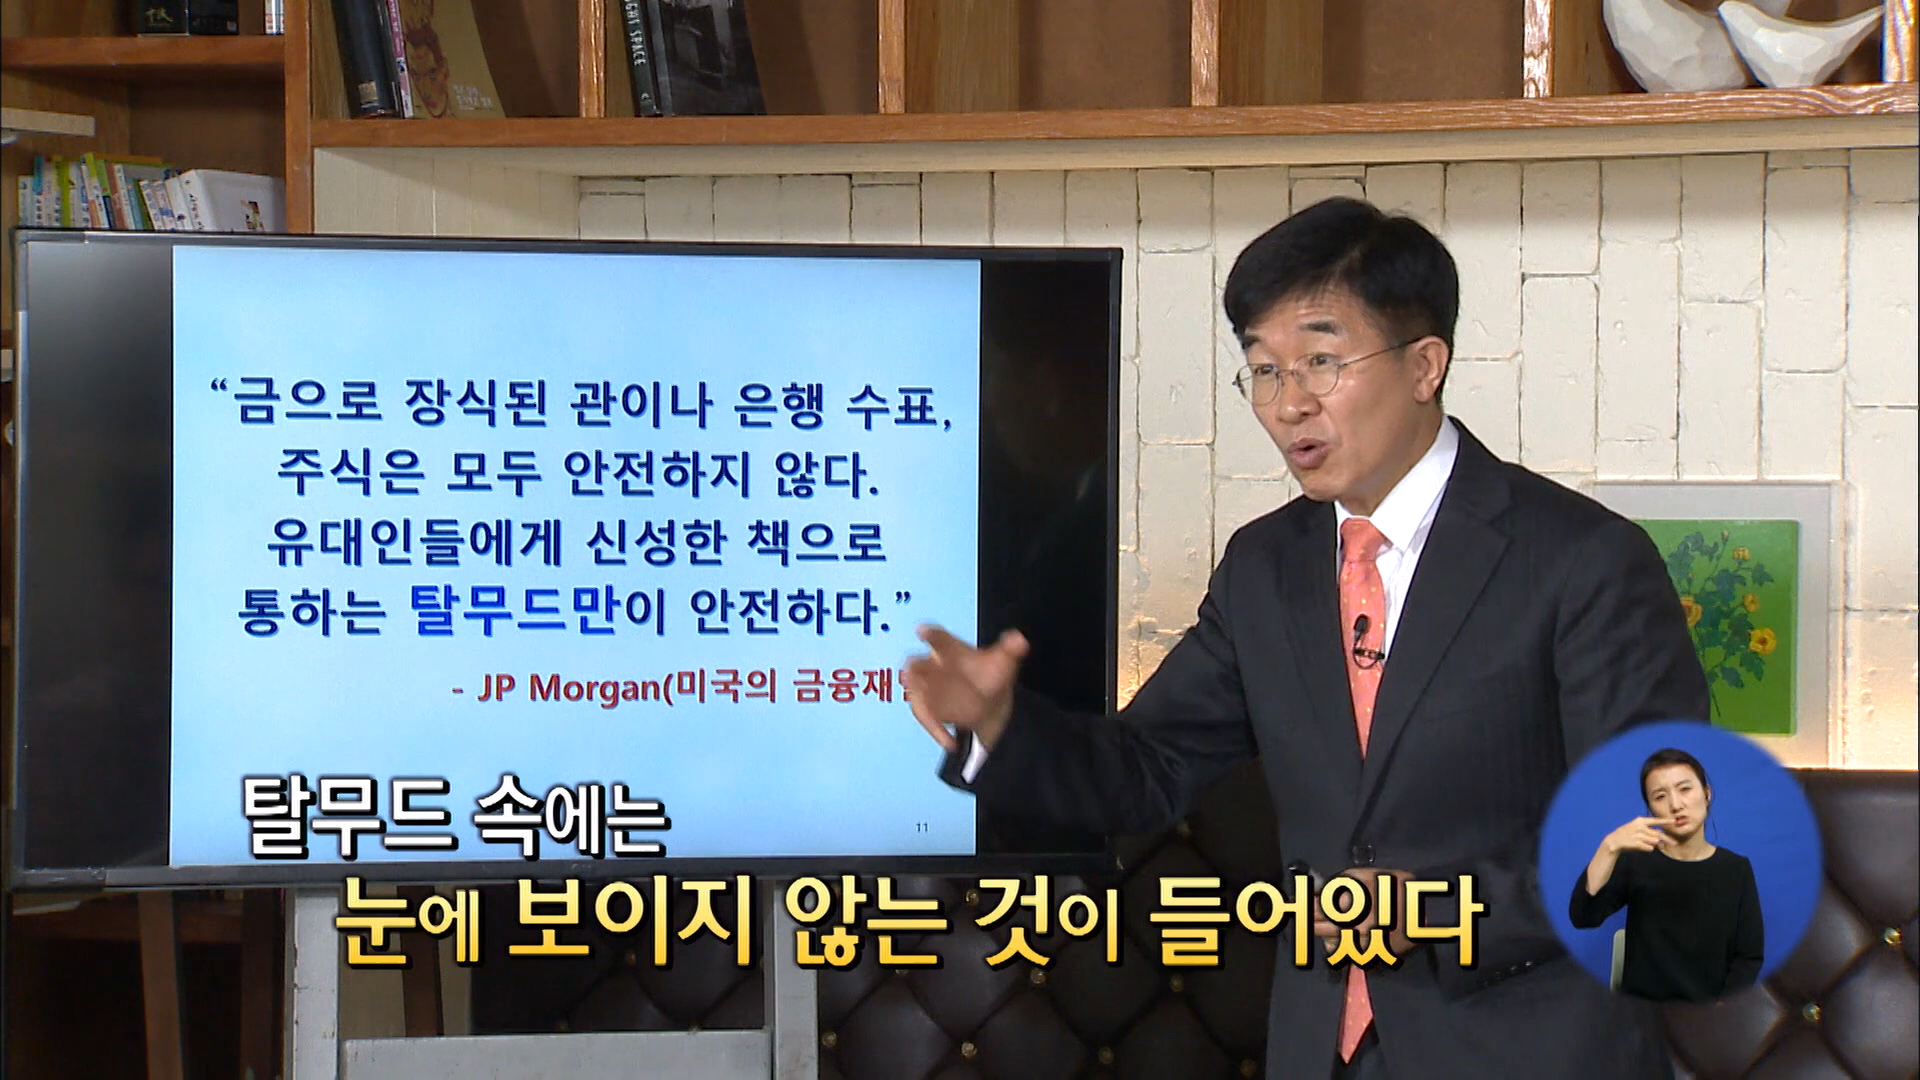 “금으로 장식된 관이나 은행 수표,
주식은 모두 안전하지 않다.
유대인들에게 신성한 책으로
통하는 탈무드만이 안전하다.”
- JP Morgan(미국의 금융재벌
11
탈무드 속에는
눈에 보이지 않는 것이 들어있다